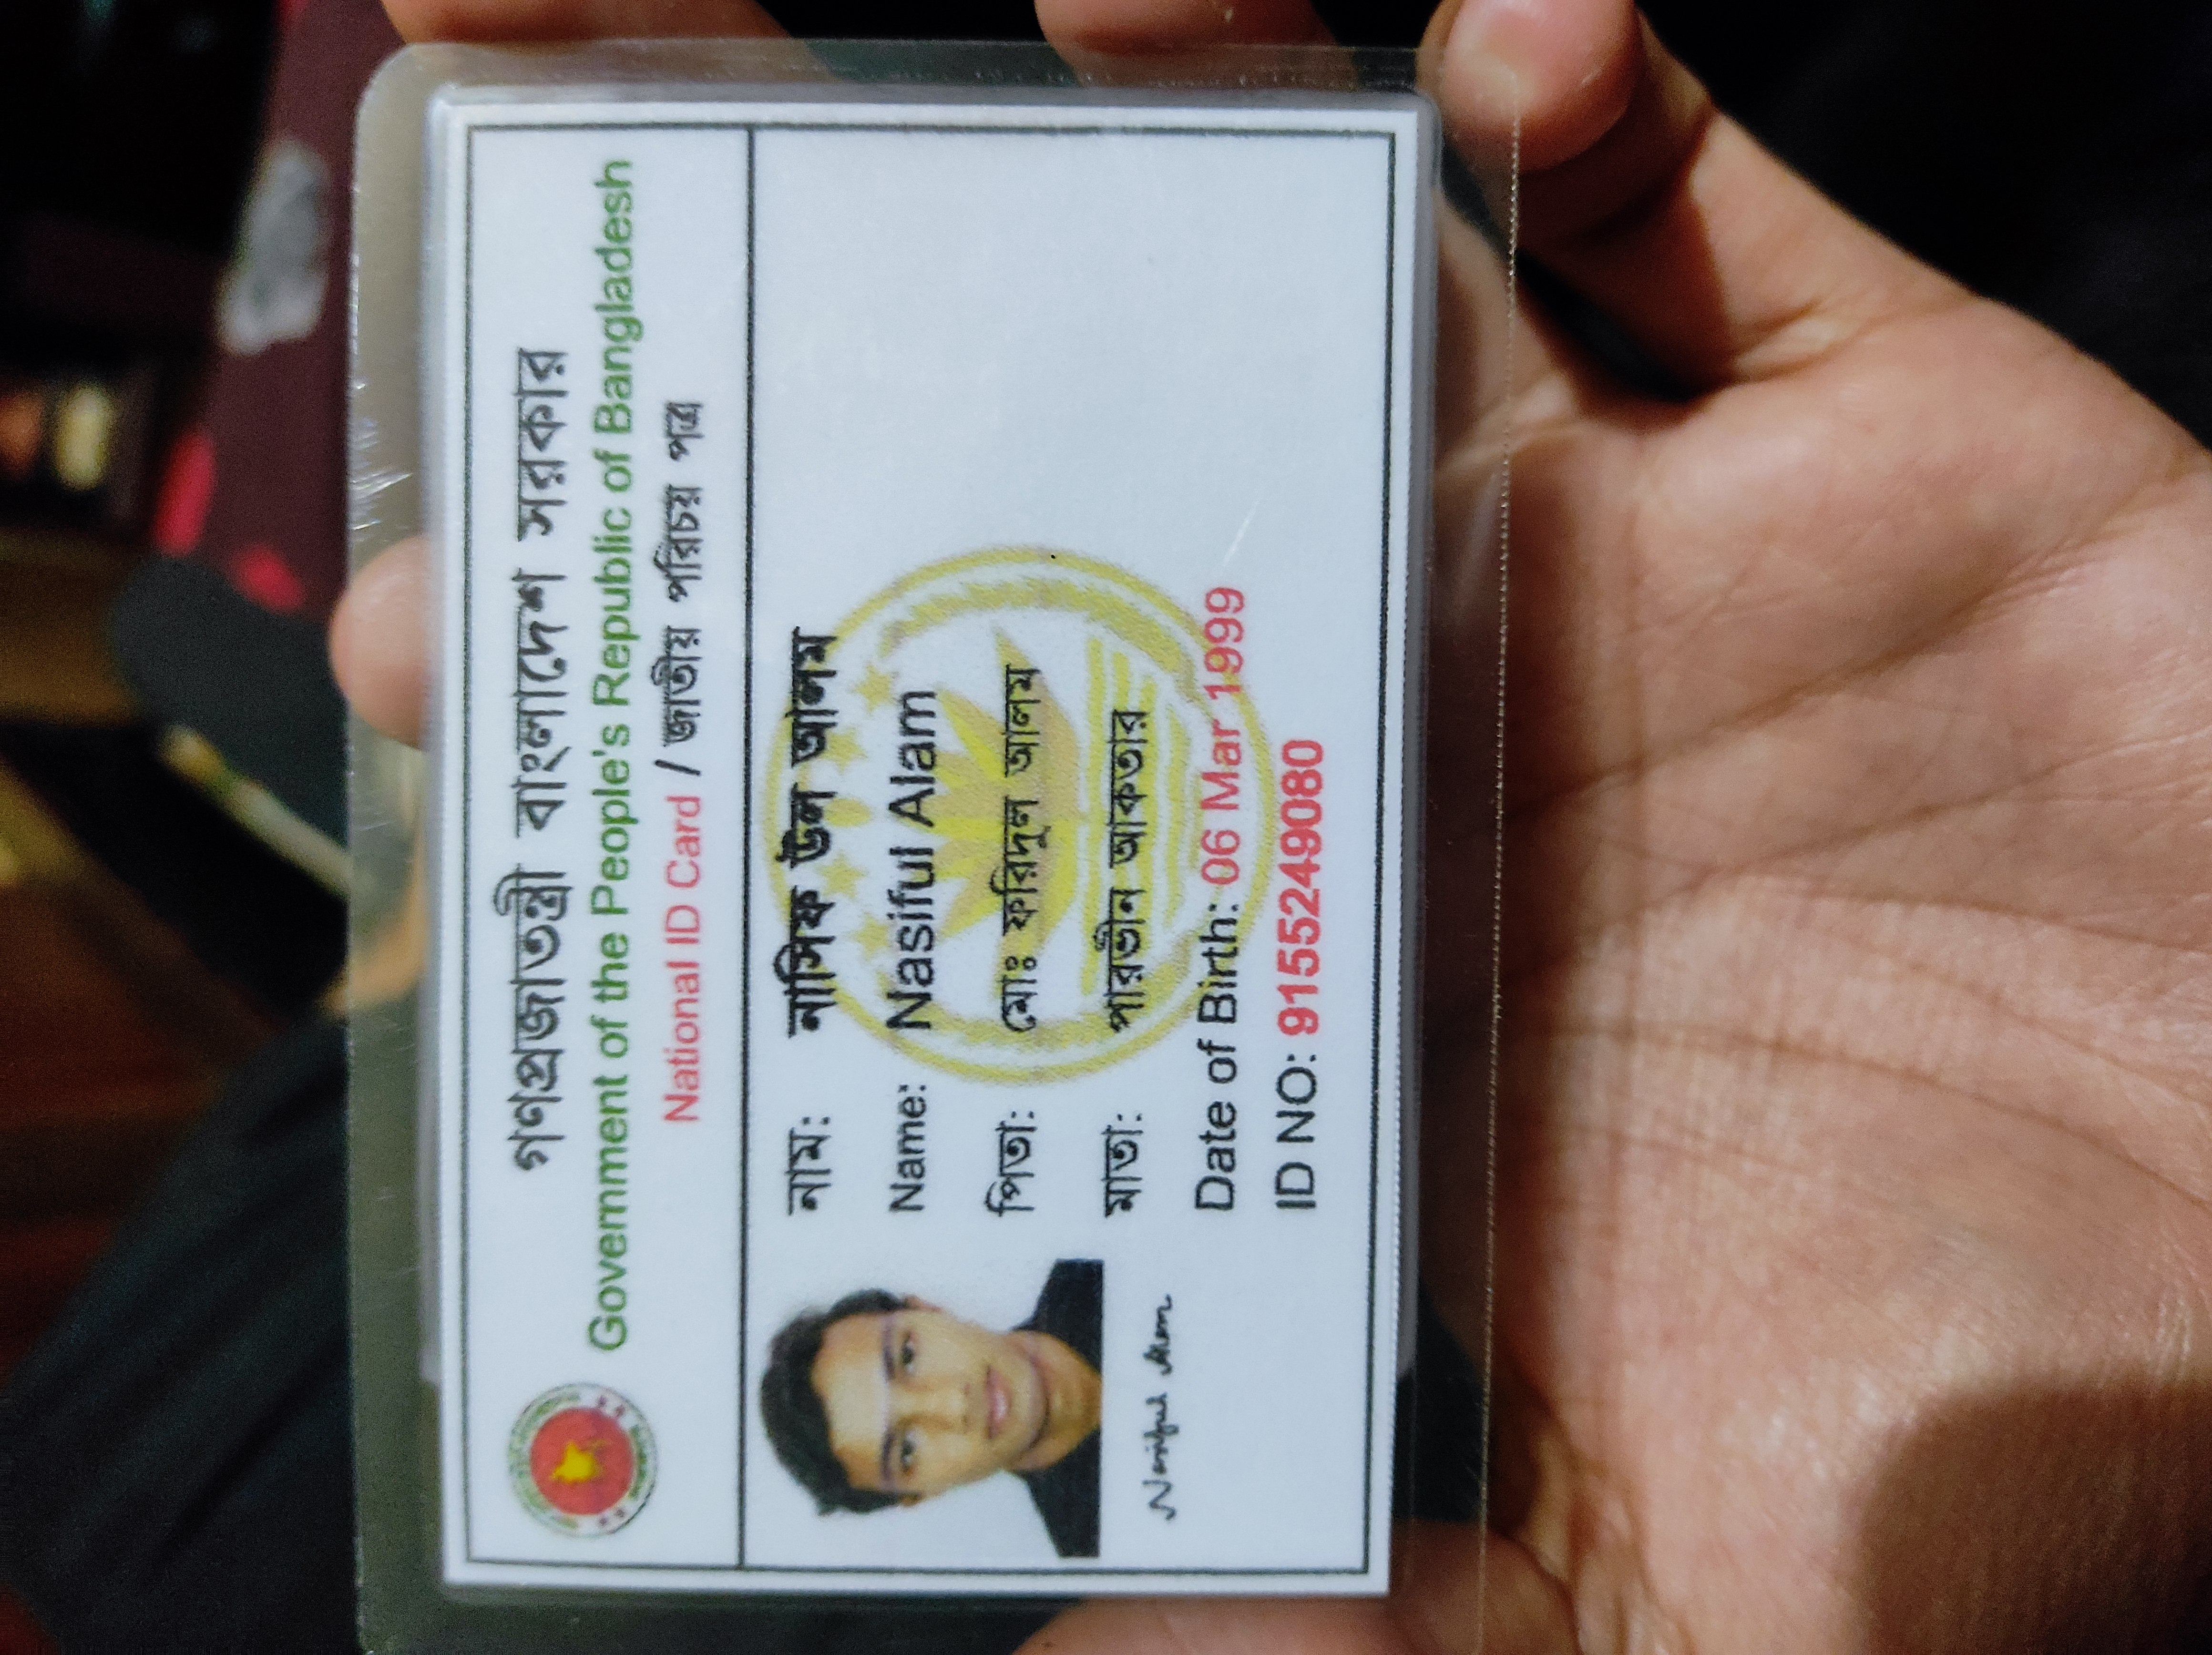 গণপ্রজাতন্ত্রী বাংলাদেশ সরকার
Government of the People's Republic of Bangladesh
National ID Card / জাতীয় পরিচয় পত্র
নাম: নাসিফ উল আলম
Name: Nasiful Alam
পিতা: মোঃ ফরিদুল আলম
মাতা: পারভীন আকতার
Nasiful Alam
Date of Birth: 06 Mar 1999
ID NO: 9155249080